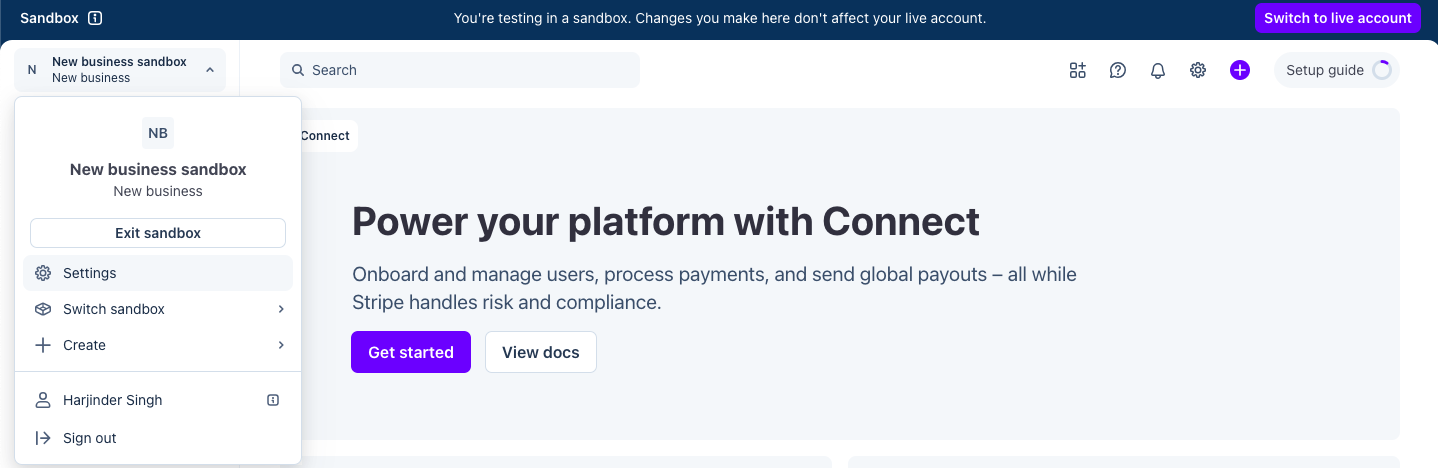 Sandbox
You're testing in a sandbox. Changes you make here don't affect your live account.
Switch to live account
N
New business sandbox
New business
Search
Setup guide
NB
New business sandbox
New business
Exit sandbox
Settings
Switch sandbox
Create
Harjinder Singh
Sign out
Connect
Power your platform with Connect
Onboard and manage users, process payments, and send global payouts – all while
Stripe handles risk and compliance.
Get started
View docs